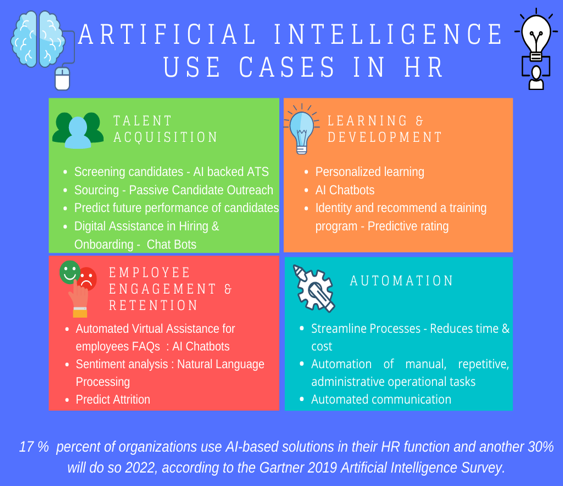 ARTIFICIAL INTELLIGENCE
USE CASES IN HR
TALENT
ACQUISITION
• Screening candidates - AI backed ATS
• Sourcing - Passive Candidate Outreach
• Predict future performance of candidates
• Digital Assistance in Hiring &
Onboarding - Chat Bots
LEARNING &
DEVELOPMENT
• Personalized learning
• AI Chatbots
• Identity and recommend a training
program - Predictive rating
EMPLOYEE
ENGAGEMENT &
RETENTION
• Automated Virtual Assistance for
employees FAQs : AI Chatbots
• Sentiment analysis : Natural Language
Processing
• Predict Attrition
AUTOMATION
• Streamline Processes - Reduces time &
cost
• Automation of manual, repetitive,
administrative operational tasks
• Automated communication
17 % percent of organizations use AI-based solutions in their HR function and another 30%
will do so 2022, according to the Gartner 2019 Artificial Intelligence Survey.